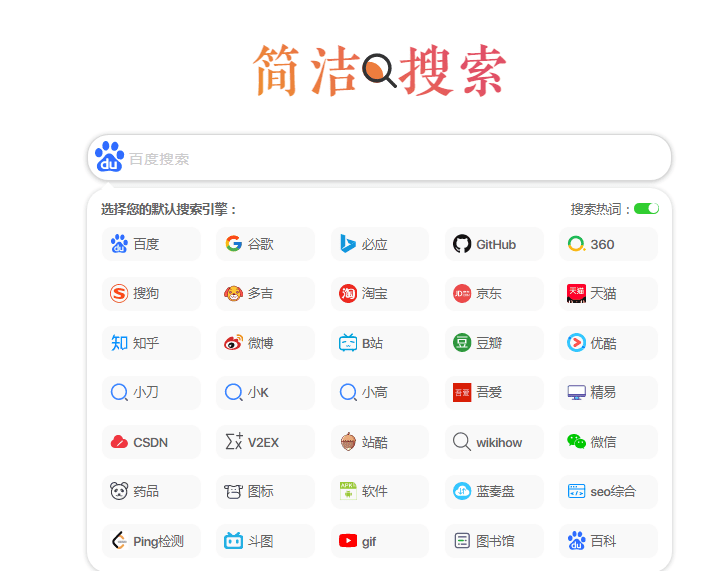 简洁搜索
百度搜索
选择您的默认搜索引擎： 搜索热词：
百度 谷歌 必应 GitHub 360
搜狗 多吉 淘宝 京东 天猫
知乎 微博 B站 豆瓣 优酷
小刀 小K 小高 吾爱 精易
CSDN V2EX 站酷 wikihow 微信
药品 图标 软件 蓝奏盘 seo综合
Ping检测 斗图 gif 图书馆 百科